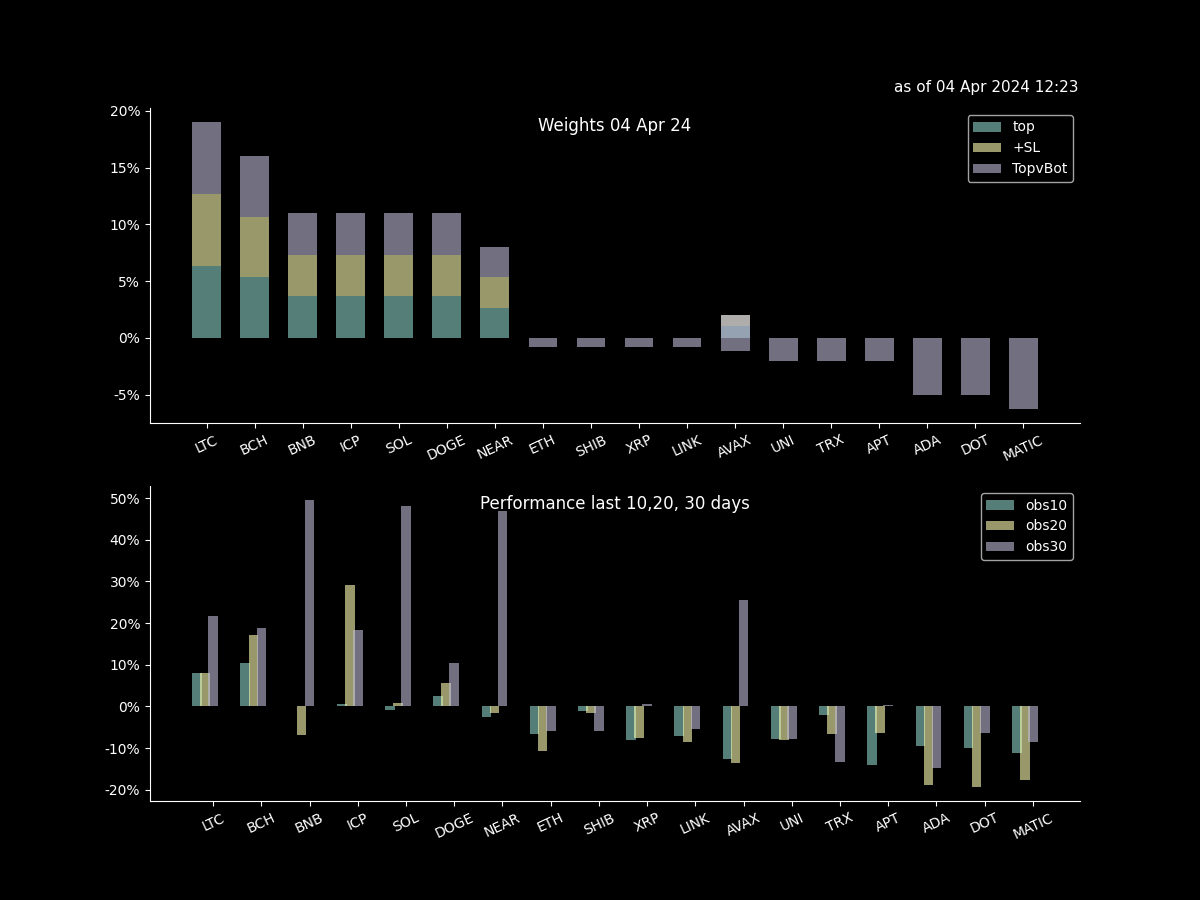 as of 04 Apr 2024 12:23
Weights 04 Apr 24
20%
15%
10%
5%
0%
-5%
top
+SL
TopvBot
LTC BCH BNB ICP SOL DOGE NEAR ETH SHIB XRP LINK AVAX UNI TRX APT ADA DOT MATIC
Performance last 10,20, 30 days
50%
40%
30%
20%
10%
0%
-10%
-20%
obs10
obs20
obs30
LTC BCH BNB ICP SOL DOGE NEAR ETH SHIB XRP LINK AVAX UNI TRX APT ADA DOT MATIC